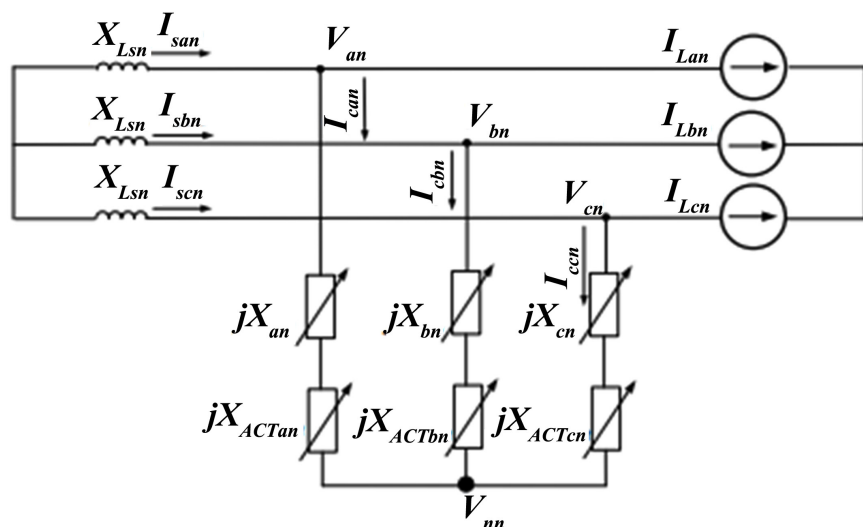 X_Lsn I_san V_an I_Lan
I_can
X_Lsn I_sbn V_bn I_Lbn
I_cbn
X_Lsn I_scn V_cn I_Lcn
I_ccn
jX_an jX_bn jX_cn
jX_ACTan jX_ACTbn jX_ACTcn
V_nn